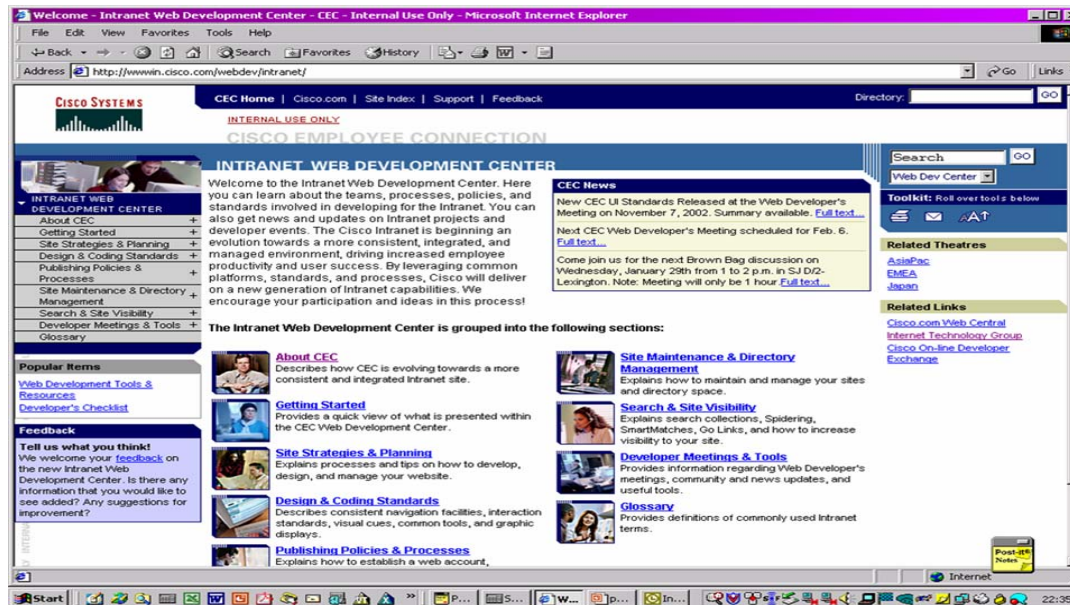 Welcome - Intranet Web Development Center - CEC - Internal Use Only - Microsoft Internet Explorer
File Edit View Favorites Tools Help
Back Search Favorites History
Address http://wwwin.cisco.com/webdev/intranet/ Go Links
CISCO SYSTEMS
CEC Home | Cisco.com | Site Index | Support | Feedback
Directory: GO
INTERNAL USE ONLY
CISCO EMPLOYEE CONNECTION
INTRANET WEB DEVELOPMENT CENTER
About CEC +
Getting Started +
Site Strategies & Planning +
Design & Coding Standards +
Publishing Policies &
Processes +
Site Maintenance & Directory
Management +
Search & Site Visibility +
Developer Meetings & Tools +
Glossary
Popular Items
Web Development Tools &
Resources
Developer's Checklist
Feedback
Tell us what you think!
We welcome your feedback on
the new Intranet Web
Development Center. Is there any
information that you would like to
see added? Any suggestions for
improvement?
INTRANET WEB DEVELOPMENT CENTER
Welcome to the Intranet Web Development Center. Here
you can learn about the teams, processes, policies, and
standards involved in developing for the Intranet. You can
also get news and updates on Intranet projects and
developer events. The Cisco Intranet is beginning an
evolution towards a more consistent, integrated, and
managed environment, driving increased employee
productivity and user success. By leveraging common
platforms, standards, and processes, Cisco will deliver
on a new generation of Intranet capabilities. We
encourage your participation and ideas in this process!
CEC News
New CEC UI Standards Released at the Web Developer's
Meeting on November 7, 2002. Summary available. Full text...
Next CEC Web Developer's Meeting scheduled for Feb. 6.
Full text...
Come join us for the next Brown Bag discussion on
Wednesday, January 29th from 1 to 2 p.m. in SJ D/2-
Lexington. Note: Meeting will only be 1 hour. Full text...
The Intranet Web Development Center is grouped into the following sections:
About CEC
Describes how CEC is evolving towards a more
consistent and integrated Intranet site.
Getting Started
Provides a quick view of what is presented within
the CEC Web Development Center.
Site Strategies & Planning
Explains processes and tips on how to develop,
design, and manage your website.
Design & Coding Standards
Describes consistent navigation facilities, interaction
standards, visual cues, common tools, and graphic
displays.
Publishing Policies & Processes
Explains how to establish a web account,
Site Maintenance & Directory
Management
Explains how to maintain and manage your sites
and directory space.
Search & Site Visibility
Explains search collections, Spidering,
SmartMatches, Go Links, and how to increase
visibility to your site.
Developer Meetings & Tools
Provides information regarding Web Developer's
meetings, community and news updates, and
useful tools.
Glossary
Provides definitions of commonly used Intranet
terms.
Search GO
Web Dev Center
Toolkit: Roll over tools below
Related Theatres
AsiaPac
EMEA
Japan
Related Links
Cisco.com Web Central
Internet Technology Group
Cisco On-line Developer
Exchange
Post-it®
Notes
Internet
Start P... S... W... p... In... 22:35